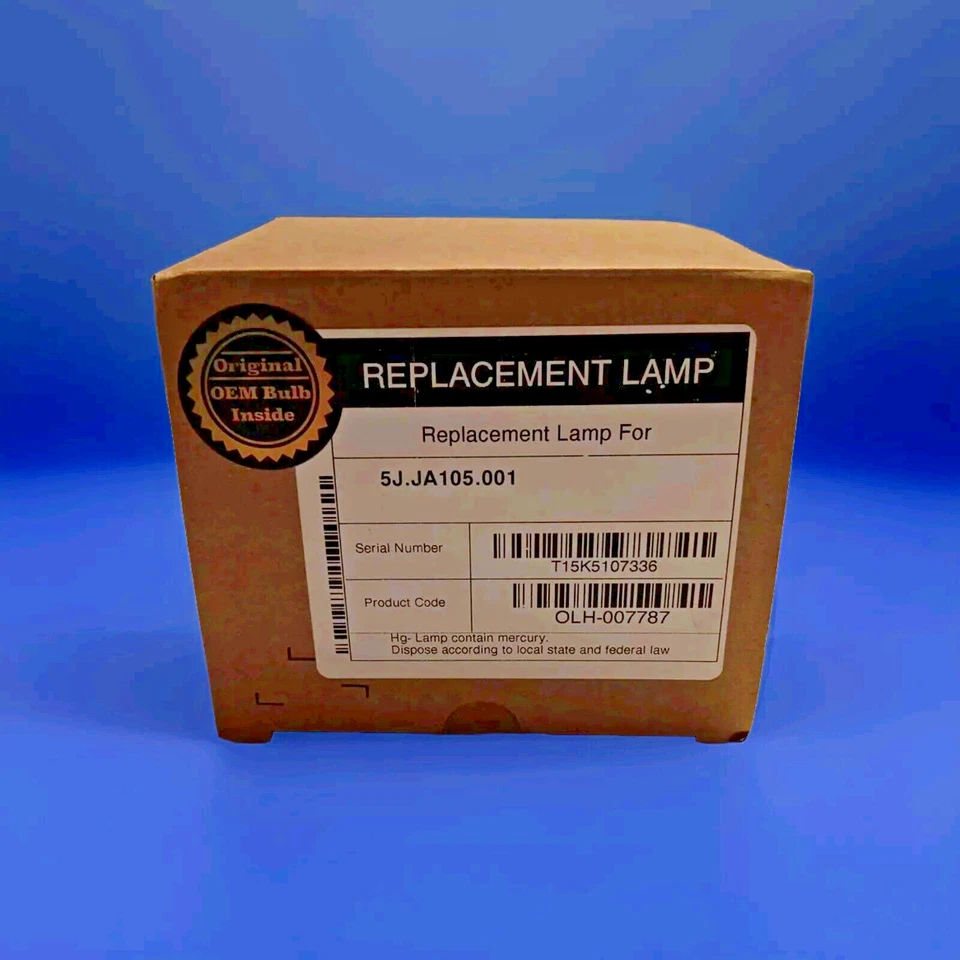 Original
OEM Bulb
Inside
REPLACEMENT LAMP
Replacement Lamp For
5J.JA105.001
Serial Number
T15K5107336
Product Code
OLH-007787
Hg- Lamp contain mercury.
Dispose according to local state and federal law